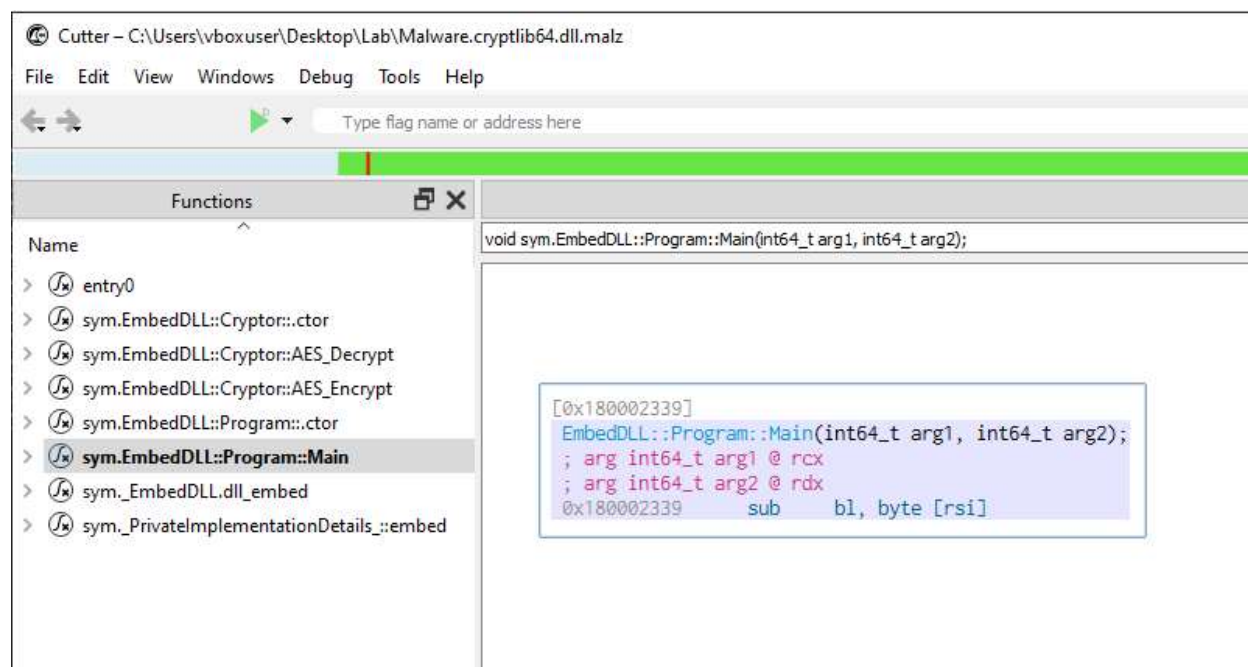 Cutter – C:\Users\vboxuser\Desktop\Lab\Malware.cryptlib64.dll.malz
File Edit View Windows Debug Tools Help
Type flag name or address here
Functions
Name
void sym.EmbedDLL::Program::Main(int64_t arg1, int64_t arg2);
entry0
sym.EmbedDLL::Cryptor::.ctor
sym.EmbedDLL::Cryptor::AES_Decrypt
sym.EmbedDLL::Cryptor::AES_Encrypt
sym.EmbedDLL::Program::.ctor
sym.EmbedDLL::Program::Main
sym._EmbedDLL.dll_embed
sym._PrivateImplementationDetails_::embed
[0x180002339]
EmbedDLL::Program::Main(int64_t arg1, int64_t arg2);
; arg int64_t arg1 @ rcx
; arg int64_t arg2 @ rdx
0x180002339 sub bl, byte [rsi]